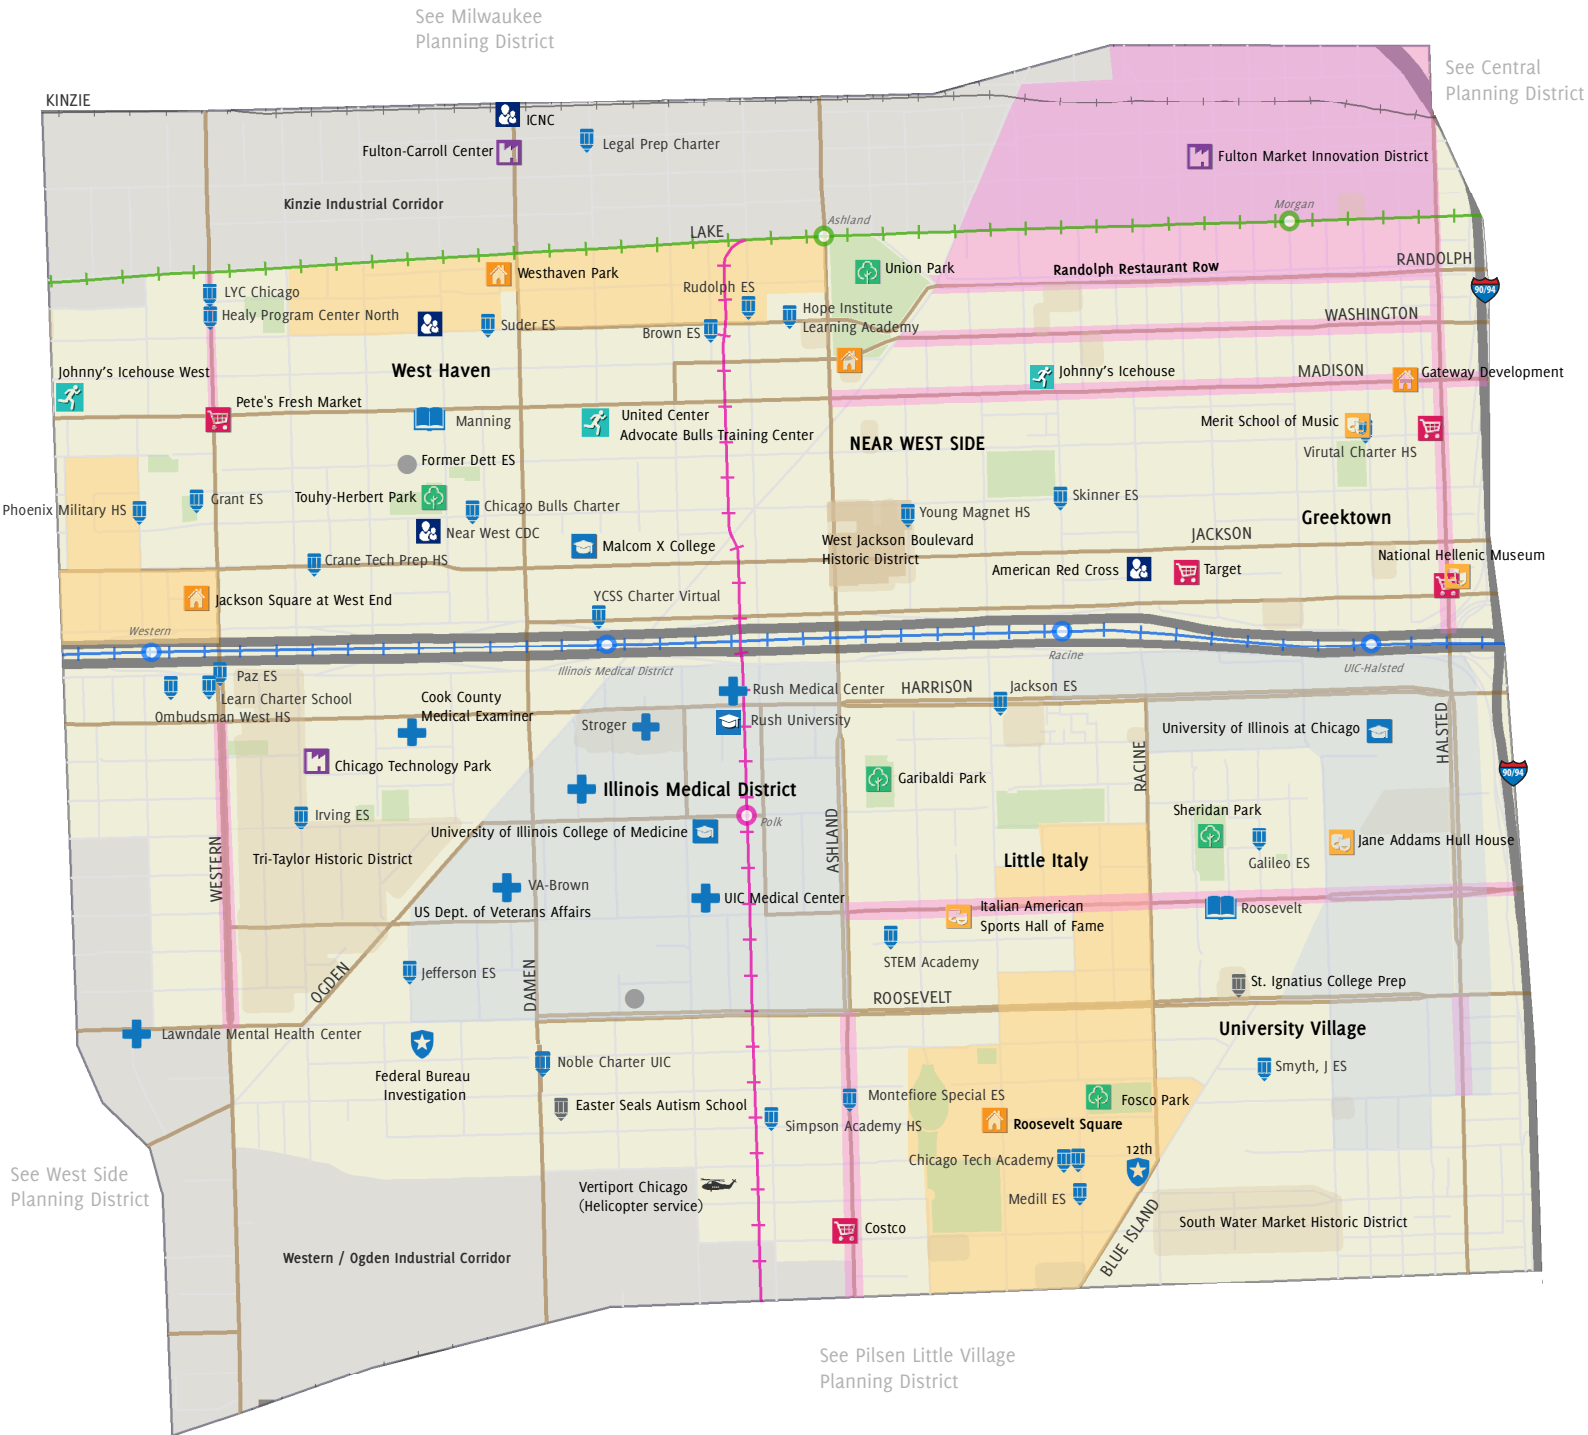 See Milwaukee
Planning District
See Central
Planning District
KINZIE
ICNC
Legal Prep Charter
Fulton-Carroll Center
Fulton Market Innovation District
Kinzie Industrial Corridor
Morgan
Ashland
LAKE
RANDOLPH
Randolph Restaurant Row
Union Park
Westhaven Park
Rudolph ES
LYC Chicago
90/94
Hope Institute
Learning Academy
Healy Program Center North
WASHINGTON
Suder ES
Brown ES
West Haven
Johnny's Icehouse West
Johnny's Icehouse
MADISON
Gateway Development
Pete's Fresh Market
Manning
United Center
Advocate Bulls Training Center
Merit School of Music
NEAR WEST SIDE
Virutal Charter HS
Former Dett ES
Touhy-Herbert Park
Grant ES
Phoenix Military HS
Chicago Bulls Charter
Skinner ES
Young Magnet HS
Greektown
Near West CDC
JACKSON
West Jackson Boulevard
Historic District
Malcom X College
National Hellenic Museum
Crane Tech Prep HS
American Red Cross
Target
Jackson Square at West End
YCSS Charter Virtual
Western
Illinois Medical District
Racine
UIC-Halsted
Paz ES
Learn Charter School
Ombudsman West HS
Cook County
Medical Examiner
Rush Medical Center
HARRISON
Jackson ES
Stroger
Rush University
University of Illinois at Chicago
HALSTED
Chicago Technology Park
RACINE
90/94
Garibaldi Park
Illinois Medical District
Irving ES
Polk
Sheridan Park
University of Illinois College of Medicine
ASHLAND
WESTERN
Jane Addams Hull House
Tri-Taylor Historic District
Little Italy
Galileo ES
VA-Brown
US Dept. of Veterans Affairs
UIC Medical Center
Italian American
Sports Hall of Fame
Roosevelt
STEM Academy
Jefferson ES
OGDEN
DAMEN
St. Ignatius College Prep
ROOSEVELT
University Village
Lawndale Mental Health Center
Federal Bureau
Investigation
Noble Charter UIC
Smyth, J ES
Easter Seals Autism School
Montefiore Special ES
Fosco Park
Simpson Academy HS
Roosevelt Square
12th
Chicago Tech Academy
See West Side
Planning District
Vertiport Chicago
(Helicopter service)
Medill ES
Costco
BLUE ISLAND
South Water Market Historic District
Western / Ogden Industrial Corridor
See Pilsen Little Village
Planning District